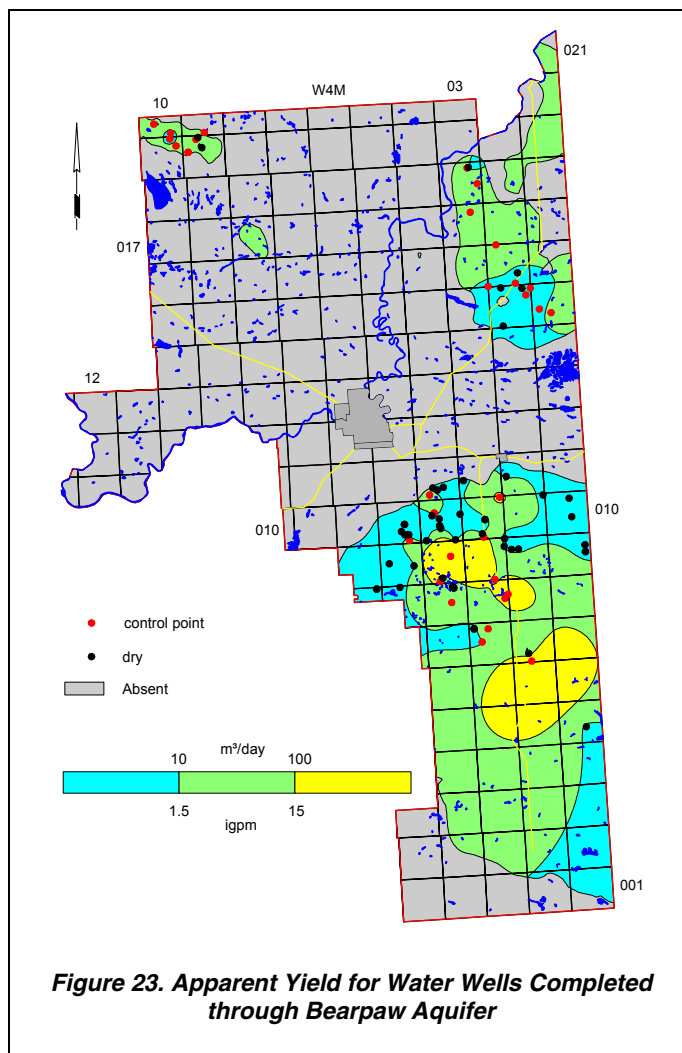 021
W4M
03
10
017
12
010
010
control point
dry
Absent
m³/day
10
100
1.5
15
igpm
001
Figure 23. Apparent Yield for Water Wells Completed
through Bearpaw Aquifer